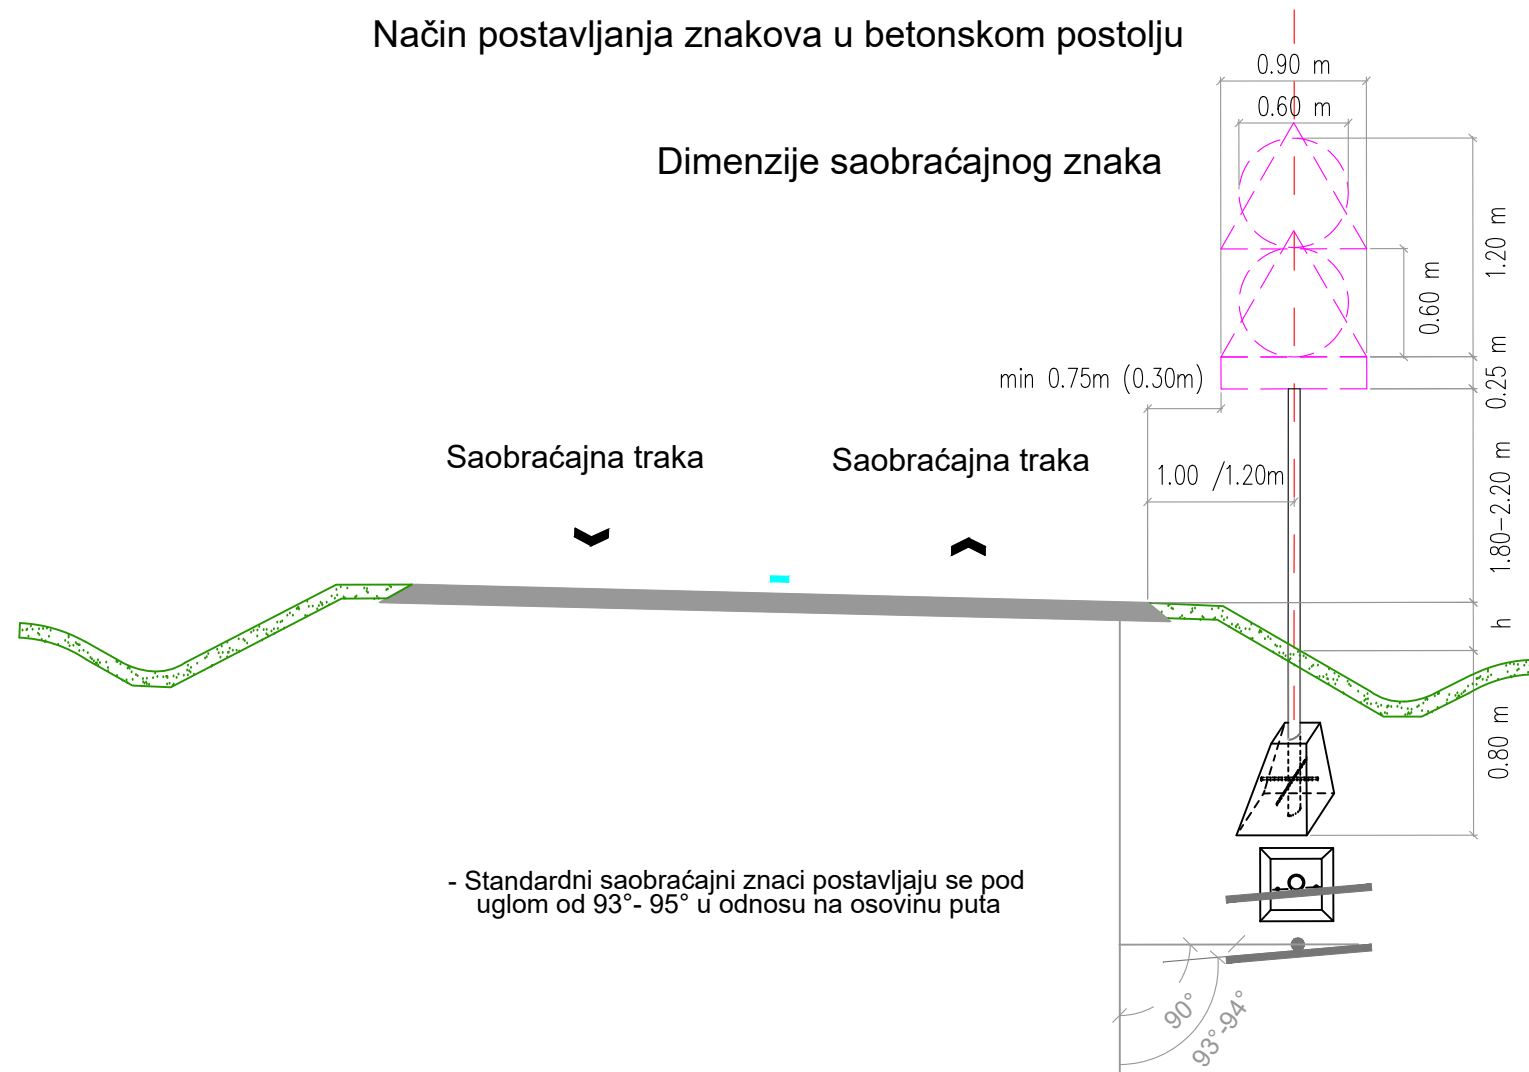 Način postavljanja znakova u betonskom postolju
0.90 m
0.60 m
Dimenzije saobraćajnog znaka
1.20 m
0.60 m
0.25 m
min 0.75m (0.30m)
Saobraćajna traka
Saobraćajna traka
1.00 /1.20m
1.80-2.20 m
h
0.80 m
- Standardni saobraćajni znaci postavljaju se pod
uglom od 93°- 95° u odnosu na osovinu puta
90°
93°-94°